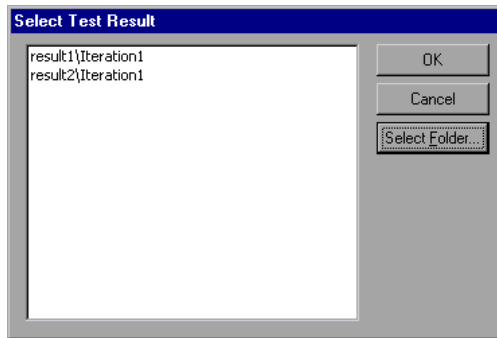 Select Test Result
result1\Iteration1
result2\Iteration1
OK
Cancel
Select Folder...